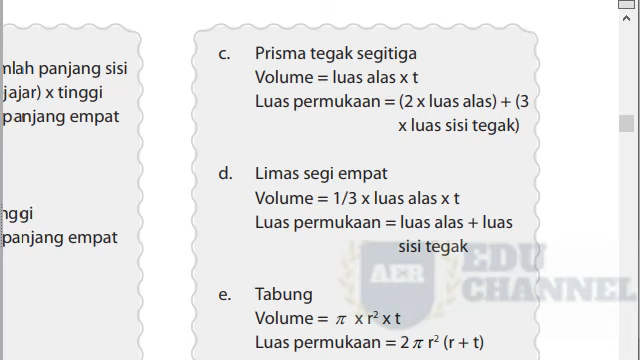 mlah panjang sisi
jajar) x tinggi
panjang empat
nggi
panjang empat
c. Prisma tegak segitiga
Volume = luas alas x t
Luas permukaan = (2 x luas alas) + (3
x luas sisi tegak)
d. Limas segi empat
Volume = 1/3 x luas alas x t
Luas permukaan = luas alas + luas
sisi tegak
e. Tabung
Volume = π x r² x t
Luas permukaan = 2 π r² (r + t)
AER
EDU
CHANNEL